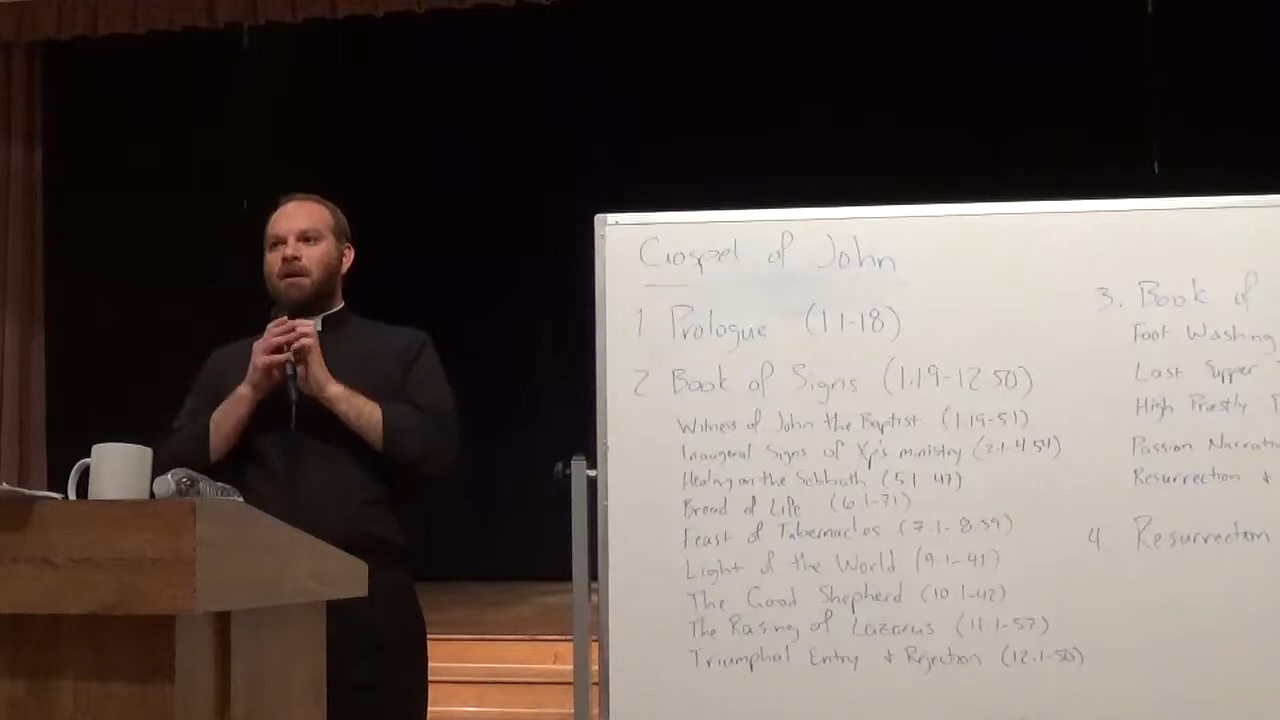 Gospel of John
1 Prologue (1 1-18)
2 Book of Signs (1.19-12 50)
Witness of John the Baptist (1.19-51)
Inaugural Signs of Xp's ministry (2.1-4 54)
Healing on the Sabbath (5 1 47)
Bread of Life (6 1-71)
Feast of Tabernacles (7.1-8.59)
Light of the World (9.1-41)
The Good Shepherd (10 1-42)
The Rasing of Lazarus (11 1-57)
Triumphal Entry & Rejection (12.1-50)
3. Book of
Foot Washing
Last Supper
High Priestly
Passion Narrati
Resurrection &
4 Resurrection